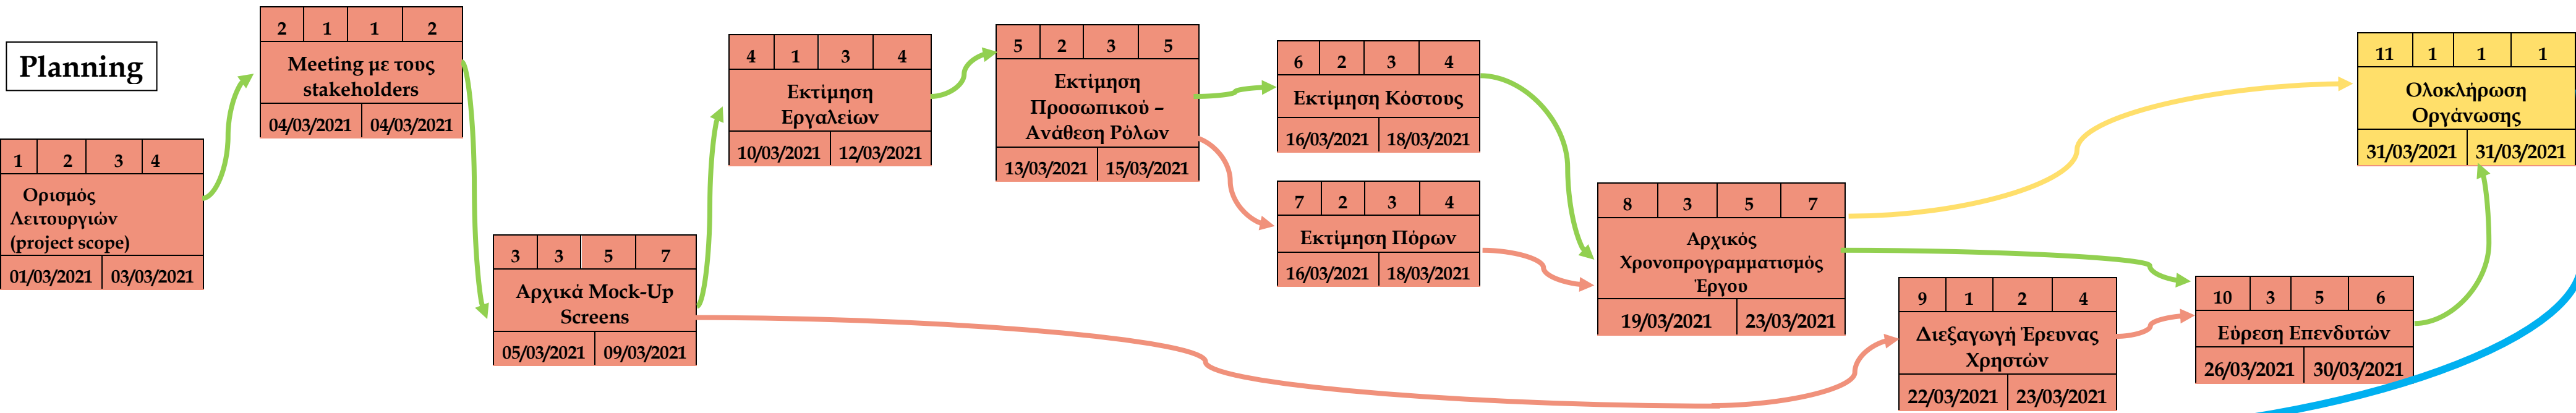 Planning
1 2 3 4
Ορισμός
Λειτουργιών
(project scope)
01/03/2021 03/03/2021
2 1 1 2
Meeting με τους
stakeholders
04/03/2021 04/03/2021
3 3 5 7
Αρχικά Mock-Up
Screens
05/03/2021 09/03/2021
4 1 3 4
Εκτίμηση
Εργαλείων
10/03/2021 12/03/2021
5 2 3 5
Εκτίμηση
Προσωπικού –
Ανάθεση Ρόλων
13/03/2021 15/03/2021
6 2 3 4
Εκτίμηση Κόστους
16/03/2021 18/03/2021
7 2 3 4
Εκτίμηση Πόρων
16/03/2021 18/03/2021
8 3 5 7
Αρχικός
Χρονοπρογραμματισμός
Έργου
19/03/2021 23/03/2021
9 1 2 4
Διεξαγωγή Έρευνας
Χρηστών
22/03/2021 23/03/2021
10 3 5 6
Εύρεση Επενδυτών
26/03/2021 30/03/2021
11 1 1 1
Ολοκλήρωση
Οργάνωσης
31/03/2021 31/03/2021